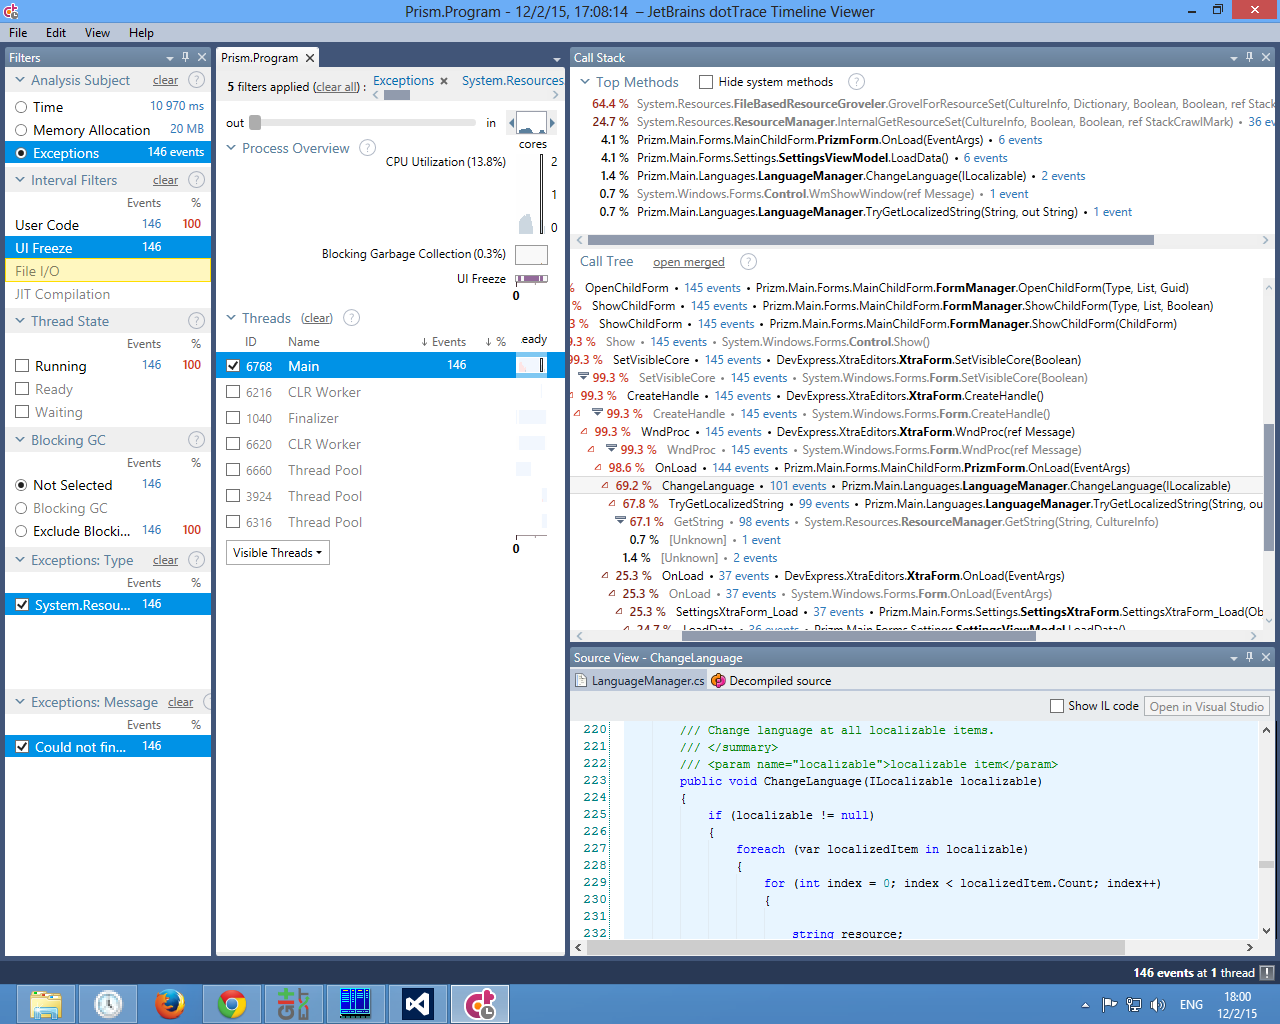 Prism.Program - 12/2/15, 17:08:14 – JetBrains dotTrace Timeline Viewer
File Edit View Help
Filters
Analysis Subject clear ?
Time 10 970 ms
Memory Allocation 20 MB
Exceptions 146 events
Interval Filters clear ?
Events %
User Code 146 100
UI Freeze 146
File I/O
JIT Compilation
Thread State ?
Events %
Running 146 100
Ready
Waiting
Blocking GC ?
Events %
Not Selected 146
Blocking GC
Exclude Blocki... 146 100
Exceptions: Type clear ?
Events %
System.Resou... 146
Exceptions: Message clear
Events %
Could not fin... 146
Prism.Program
5 filters applied (clear all) : Exceptions System.Resources
out in
cores
Process Overview ?
CPU Utilization (13.8%) 2
1
0
Blocking Garbage Collection (0.3%)
UI Freeze
0
Threads (clear) ?
ID Name ↓ Events ↓ % eady
6768 Main 146
6216 CLR Worker
1040 Finalizer
6620 CLR Worker
6660 Thread Pool
3924 Thread Pool
6316 Thread Pool
Visible Threads
0
Call Stack
Top Methods Hide system methods ?
64.4 % System.Resources.FileBasedResourceGroveler.GrovelForResourceSet(CultureInfo, Dictionary, Boolean, Boolean, ref Stack
24.7 % System.Resources.ResourceManager.InternalGetResourceSet(CultureInfo, Boolean, Boolean, ref StackCrawlMark) • 36 ev
4.1 % Prizm.Main.Forms.MainChildForm.PrizmForm.OnLoad(EventArgs) • 6 events
4.1 % Prizm.Main.Forms.Settings.SettingsViewModel.LoadData() • 6 events
1.4 % Prizm.Main.Languages.LanguageManager.ChangeLanguage(ILocalizable) • 2 events
0.7 % System.Windows.Forms.Control.WmShowWindow(ref Message) • 1 event
0.7 % Prizm.Main.Languages.LanguageManager.TryGetLocalizedString(String, out String) • 1 event
Call Tree open merged ?
% OpenChildForm • 145 events • Prizm.Main.Forms.MainChildForm.FormManager.OpenChildForm(Type, List, Guid)
% ShowChildForm • 145 events • Prizm.Main.Forms.MainChildForm.FormManager.ShowChildForm(Type, List, Boolean)
3 % ShowChildForm • 145 events • Prizm.Main.Forms.MainChildForm.FormManager.ShowChildForm(ChildForm)
9.3 % Show • 145 events • System.Windows.Forms.Control.Show()
99.3 % SetVisibleCore • 145 events • DevExpress.XtraEditors.XtraForm.SetVisibleCore(Boolean)
99.3 % SetVisibleCore • 145 events • System.Windows.Forms.Form.SetVisibleCore(Boolean)
99.3 % CreateHandle • 145 events • DevExpress.XtraEditors.XtraForm.CreateHandle()
99.3 % CreateHandle • 145 events • System.Windows.Forms.Form.CreateHandle()
99.3 % WndProc • 145 events • DevExpress.XtraEditors.XtraForm.WndProc(ref Message)
99.3 % WndProc • 145 events • System.Windows.Forms.Form.WndProc(ref Message)
98.6 % OnLoad • 144 events • Prizm.Main.Forms.MainChildForm.PrizmForm.OnLoad(EventArgs)
69.2 % ChangeLanguage • 101 events • Prizm.Main.Languages.LanguageManager.ChangeLanguage(ILocalizable)
67.8 % TryGetLocalizedString • 99 events • Prizm.Main.Languages.LanguageManager.TryGetLocalizedString(String, ou
67.1 % GetString • 98 events • System.Resources.ResourceManager.GetString(String, CultureInfo)
0.7 % [Unknown] • 1 event
1.4 % [Unknown] • 2 events
25.3 % OnLoad • 37 events • DevExpress.XtraEditors.XtraForm.OnLoad(EventArgs)
25.3 % OnLoad • 37 events • System.Windows.Forms.Form.OnLoad(EventArgs)
25.3 % SettingsXtraForm_Load • 37 events • Prizm.Main.Forms.Settings.SettingsXtraForm.SettingsXtraForm_Load(Ob
24.7 % LoadData • 36 events • Prizm.Main.Forms.Settings.SettingsViewModel.LoadData()
Source View - ChangeLanguage
LanguageManager.cs Decompiled source
Show IL code Open in Visual Studio
220 /// Change language at all localizable items.
221 /// </summary>
222 /// <param name="localizable">localizable item</param>
223 public void ChangeLanguage(ILocalizable localizable)
224 {
225 if (localizable != null)
226 {
227 foreach (var localizedItem in localizable)
228 {
229 for (int index = 0; index < localizedItem.Count; index++)
230 {
231
232 string resource;
146 events at 1 thread
ENG 18:00
12/2/15